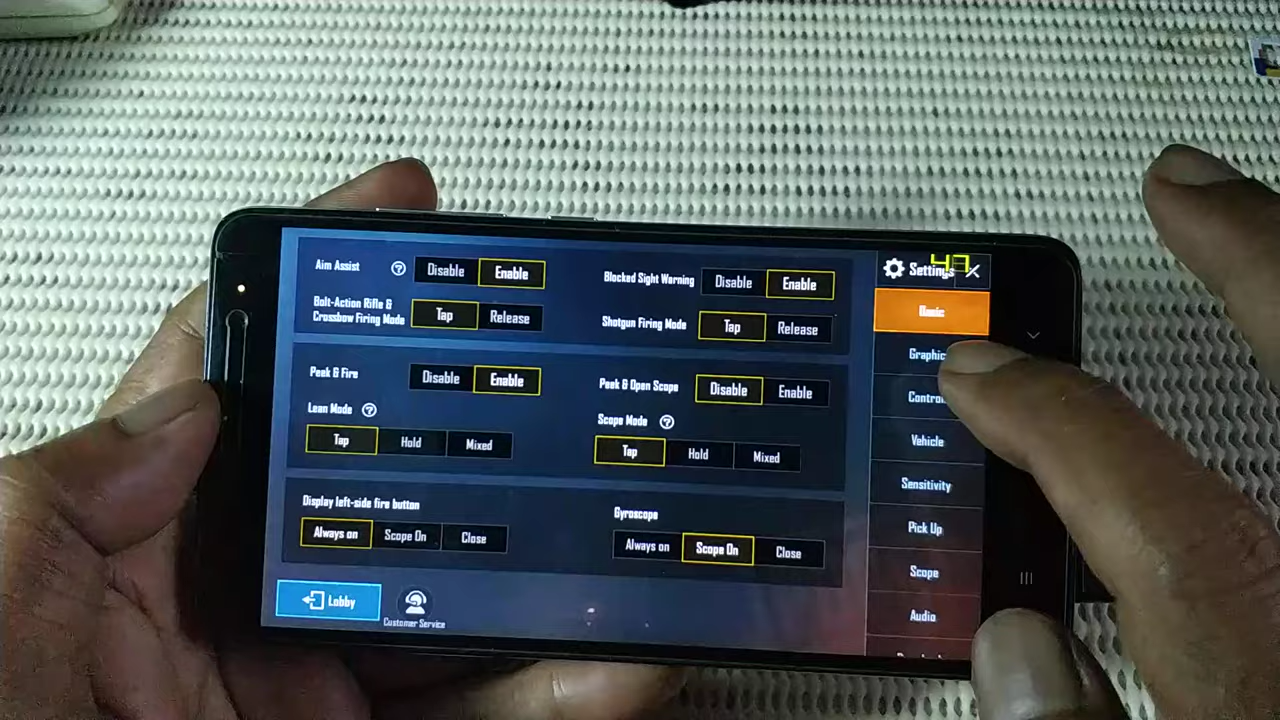 Aim Assist ? Disable Enable
Blocked Sight Warning Disable Enable
Bolt-Action Rifle &
Crossbow Firing Mode Tap Release
Shotgun Firing Mode Tap Release
Peek & Fire Disable Enable
Peek & Open Scope Disable Enable
Lean Mode ?
Tap Hold Mixed
Scope Mode ?
Tap Hold Mixed
Display left-side fire button
Always on Scope On Close
Gyroscope
Always on Scope On Close
Lobby
Customer Service
Settings
47
Basic
Graphic
Control
Vehicle
Sensitivity
Pick Up
Scope
Audio